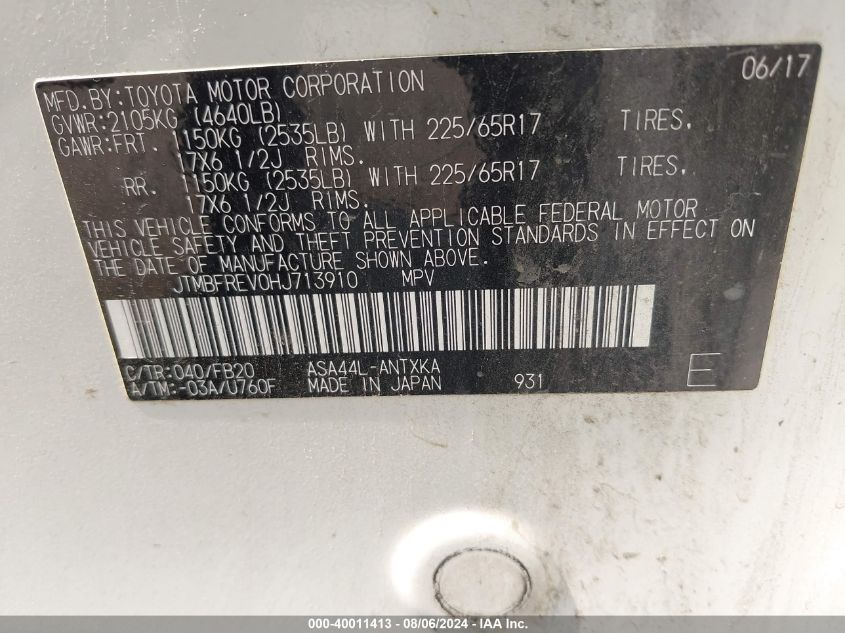 06/17
MFD.BY:TOYOTA MOTOR CORPORATION
GVWR:2105KG (4640LB)
GAWR:FRT. 1150KG (2535LB) WITH 225/65R17 TIRES,
17X6 1/2J RIMS.
RR. 1150KG (2535LB) WITH 225/65R17 TIRES,
17X6 1/2J RIMS.
THIS VEHICLE CONFORMS TO ALL APPLICABLE FEDERAL MOTOR
VEHICLE SAFETY AND THEFT PREVENTION STANDARDS IN EFFECT ON
THE DATE OF MANUFACTURE SHOWN ABOVE.
JTMBFREV0HJ713910 MPV
C/TR:040/FB20 ASA44L-ANTXKA
A/TM:-03A/U760F MADE IN JAPAN 931 E
000-40011413 - 08/06/2024 - IAA Inc.